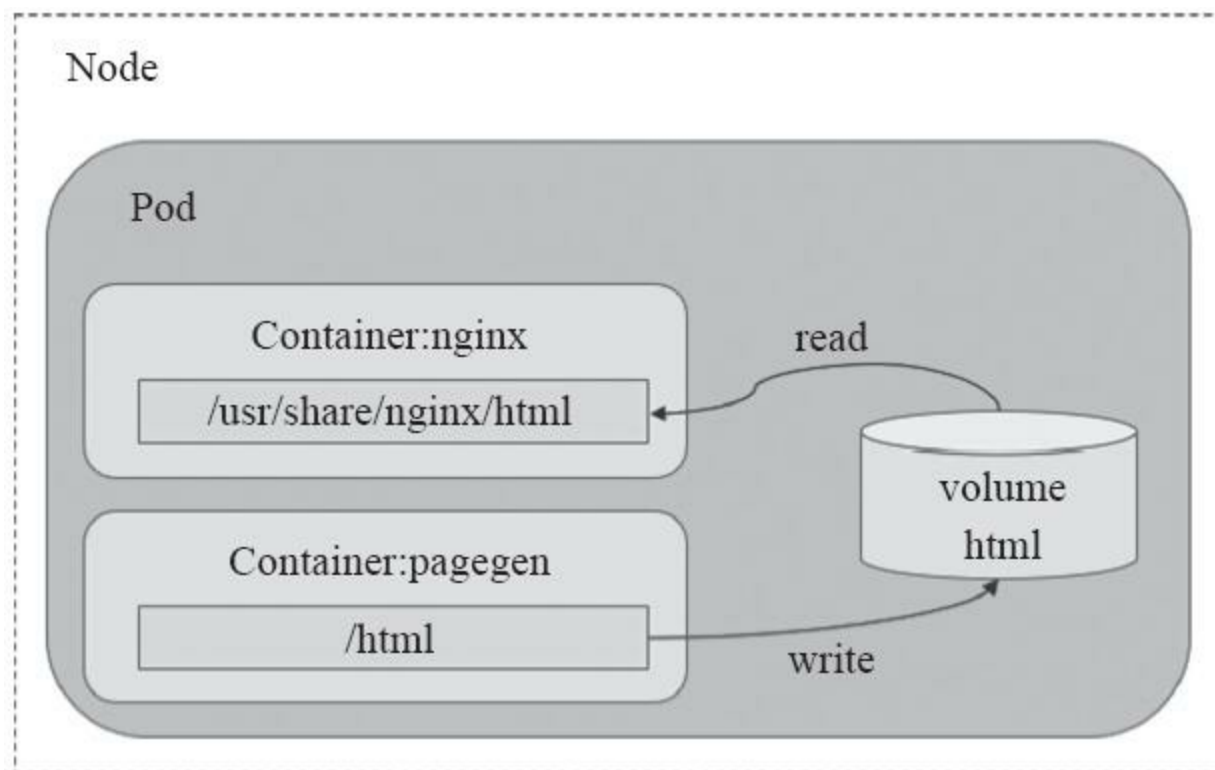 Node
Pod
Container:nginx
/usr/share/nginx/html
read
volume
html
Container:pagegen
/html
write